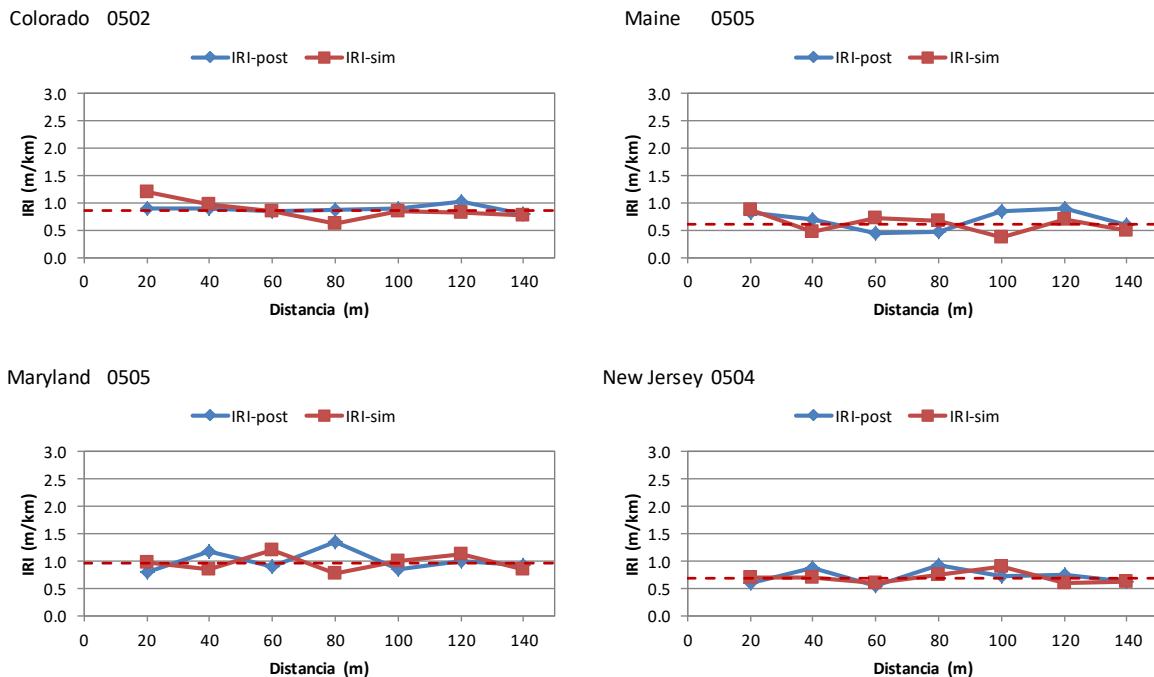 Colorado 0502
IRI-post IRI-sim
3.0
2.5
2.0
1.5
1.0
0.5
0.0
IRI (m/km)
0 20 40 60 80 100 120 140
Distancia (m)
Maine 0505
IRI-post IRI-sim
3.0
2.5
2.0
1.5
1.0
0.5
0.0
IRI (m/km)
0 20 40 60 80 100 120 140
Distancia (m)
Maryland 0505
IRI-post IRI-sim
3.0
2.5
2.0
1.5
1.0
0.5
0.0
IRI (m/km)
0 20 40 60 80 100 120 140
Distancia (m)
New Jersey 0504
IRI-post IRI-sim
3.0
2.5
2.0
1.5
1.0
0.5
0.0
IRI (m/km)
0 20 40 60 80 100 120 140
Distancia (m)